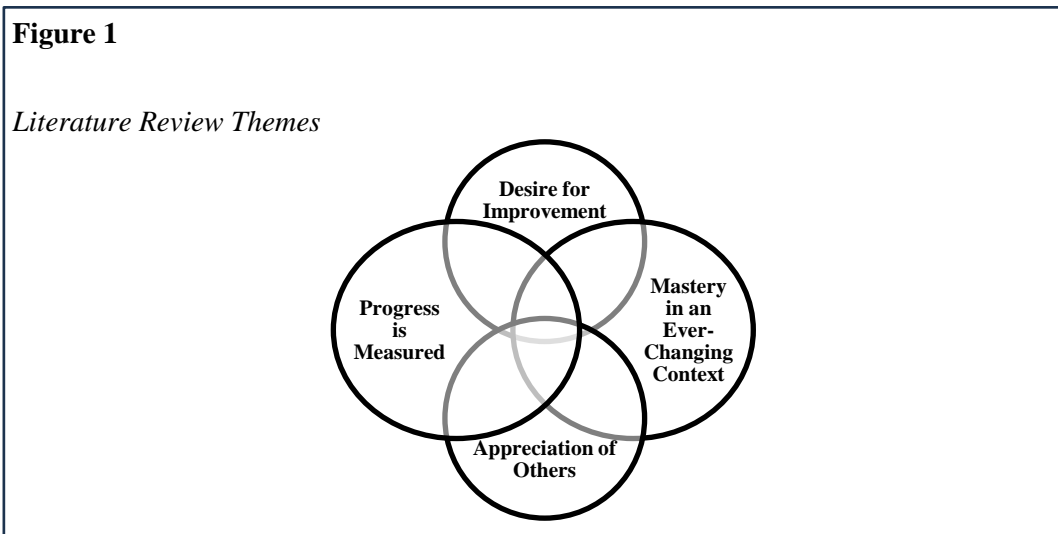 Figure 1
Literature Review Themes
Desire for
Improvement
Progress
is
Measured
Mastery
in an
Ever-
Changing
Context
Appreciation of
Others